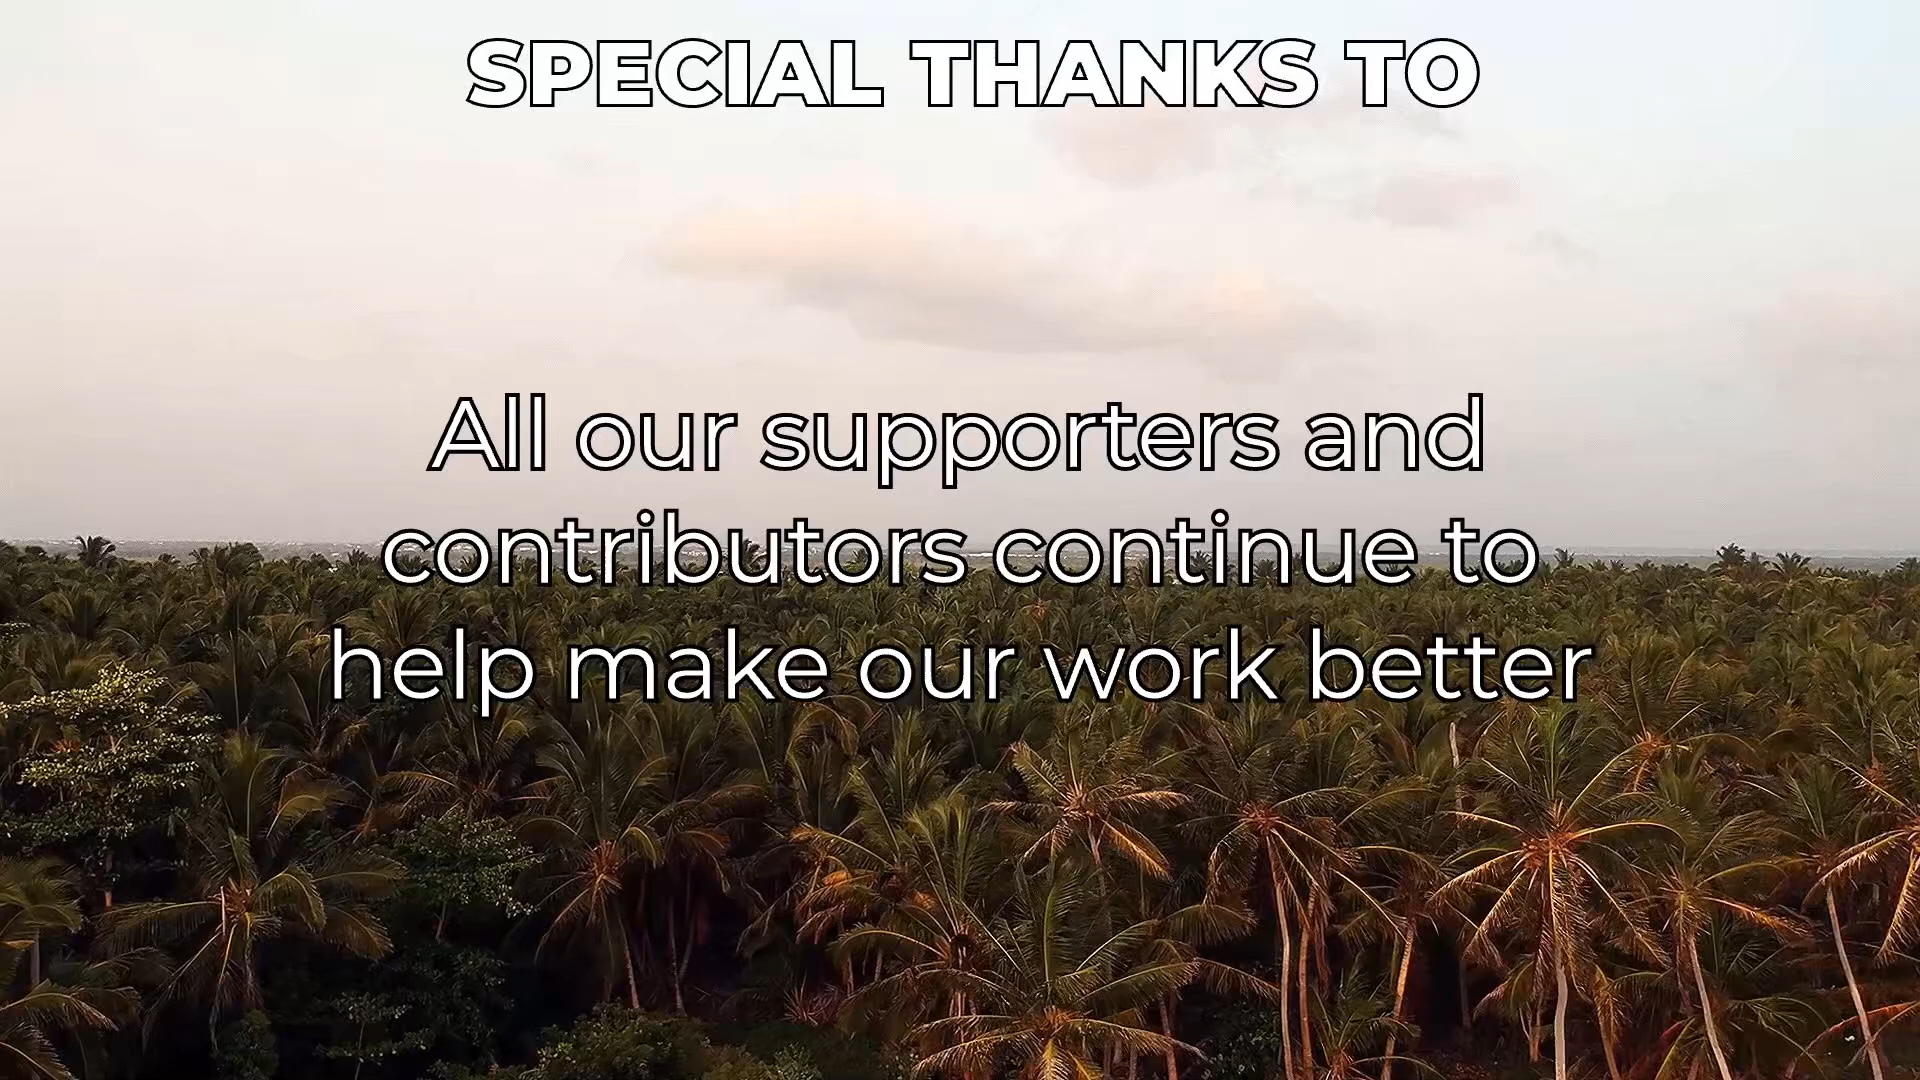 SPECIAL THANKS TO
All our supporters and
contributors continue to
help make our work better